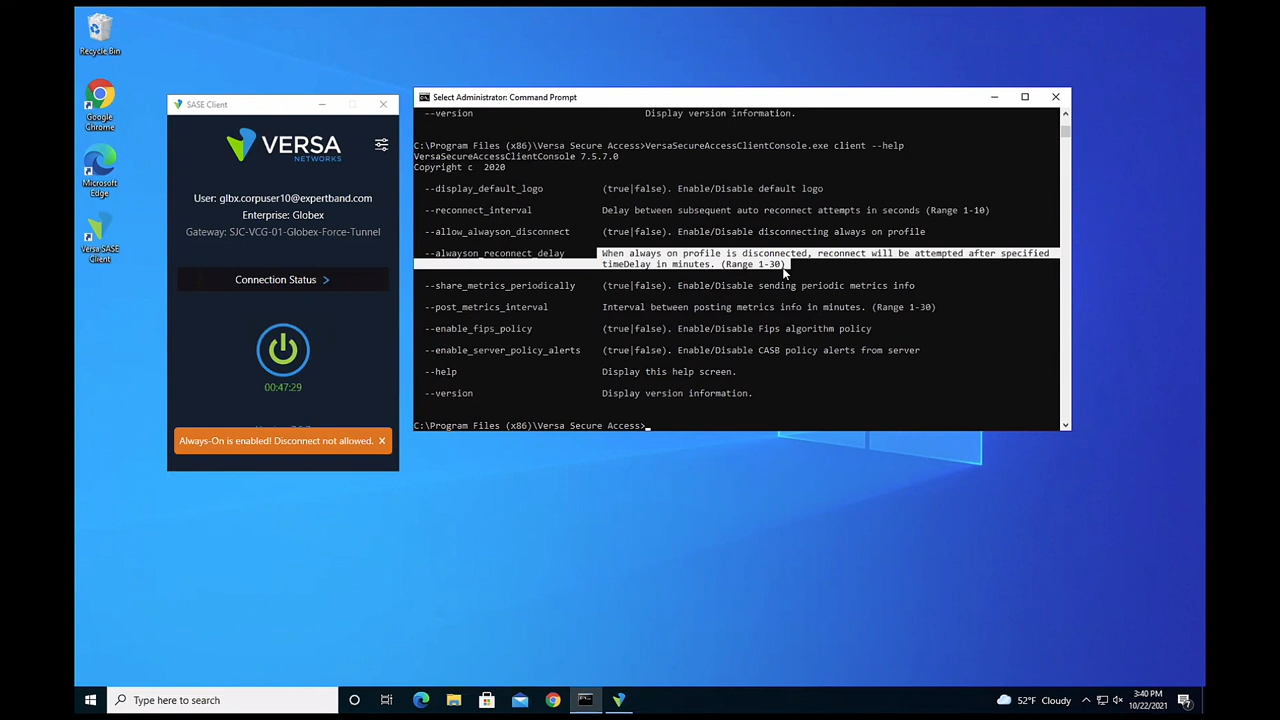 Recycle Bin
Google
Chrome
Microsoft
Edge
Versa SASE
Client
SASE Client
VERSA
NETWORKS
User: glbx.corpuser10@expertband.com
Enterprise: Globex
Gateway: SJC-VCG-01-Globex-Force-Tunnel
Connection Status >
00:47:29
Always-On is enabled! Disconnect not allowed. ×
Select Administrator: Command Prompt
--version Display version information.
C:\Program Files (x86)\Versa Secure Access>VersaSecureAccessClientConsole.exe client --help
VersaSecureAccessClientConsole 7.5.7.0
Copyright c 2020
--display_default_logo (true|false). Enable/Disable default logo
--reconnect_interval Delay between subsequent auto reconnect attempts in seconds (Range 1-10)
--allow_alwayson_disconnect (true|false). Enable/Disable disconnecting always on profile
--alwayson_reconnect_delay When always on profile is disconnected, reconnect will be attempted after specified
timeDelay in minutes. (Range 1-30)
--share_metrics_periodically (true|false). Enable/Disable sending periodic metrics info
--post_metrics_interval Interval between posting metrics info in minutes. (Range 1-30)
--enable_fips_policy (true|false). Enable/Disable Fips algorithm policy
--enable_server_policy_alerts (true|false). Enable/Disable CASB policy alerts from server
--help Display this help screen.
--version Display version information.
C:\Program Files (x86)\Versa Secure Access>
Type here to search
52°F Cloudy
3:40 PM
10/22/2021
7